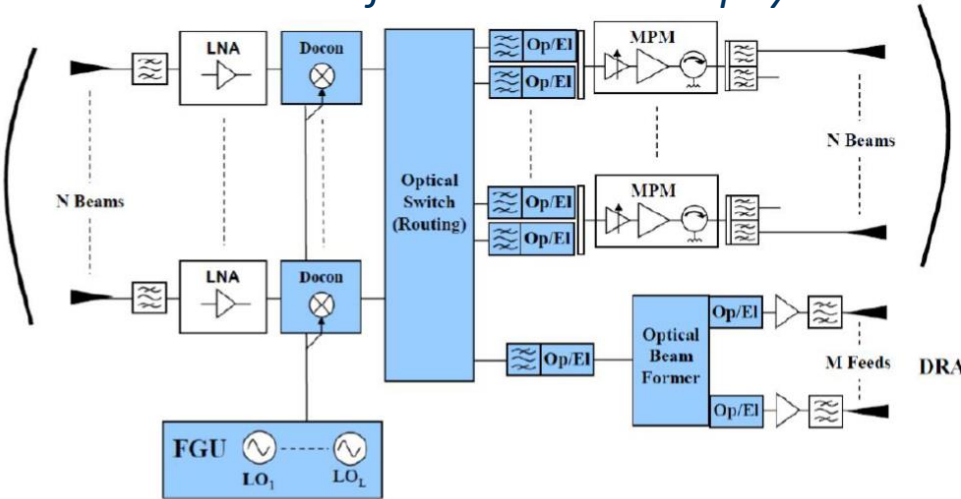 LNA
Docon
Op/El
Op/El
MPM
N Beams
N Beams
Optical
Switch
(Routing)
Op/El
Op/El
MPM
LNA
Docon
Op/El
Optical
Beam
Former
Op/El
Op/El
M Feeds
DRA
FGU
LO1
LOL